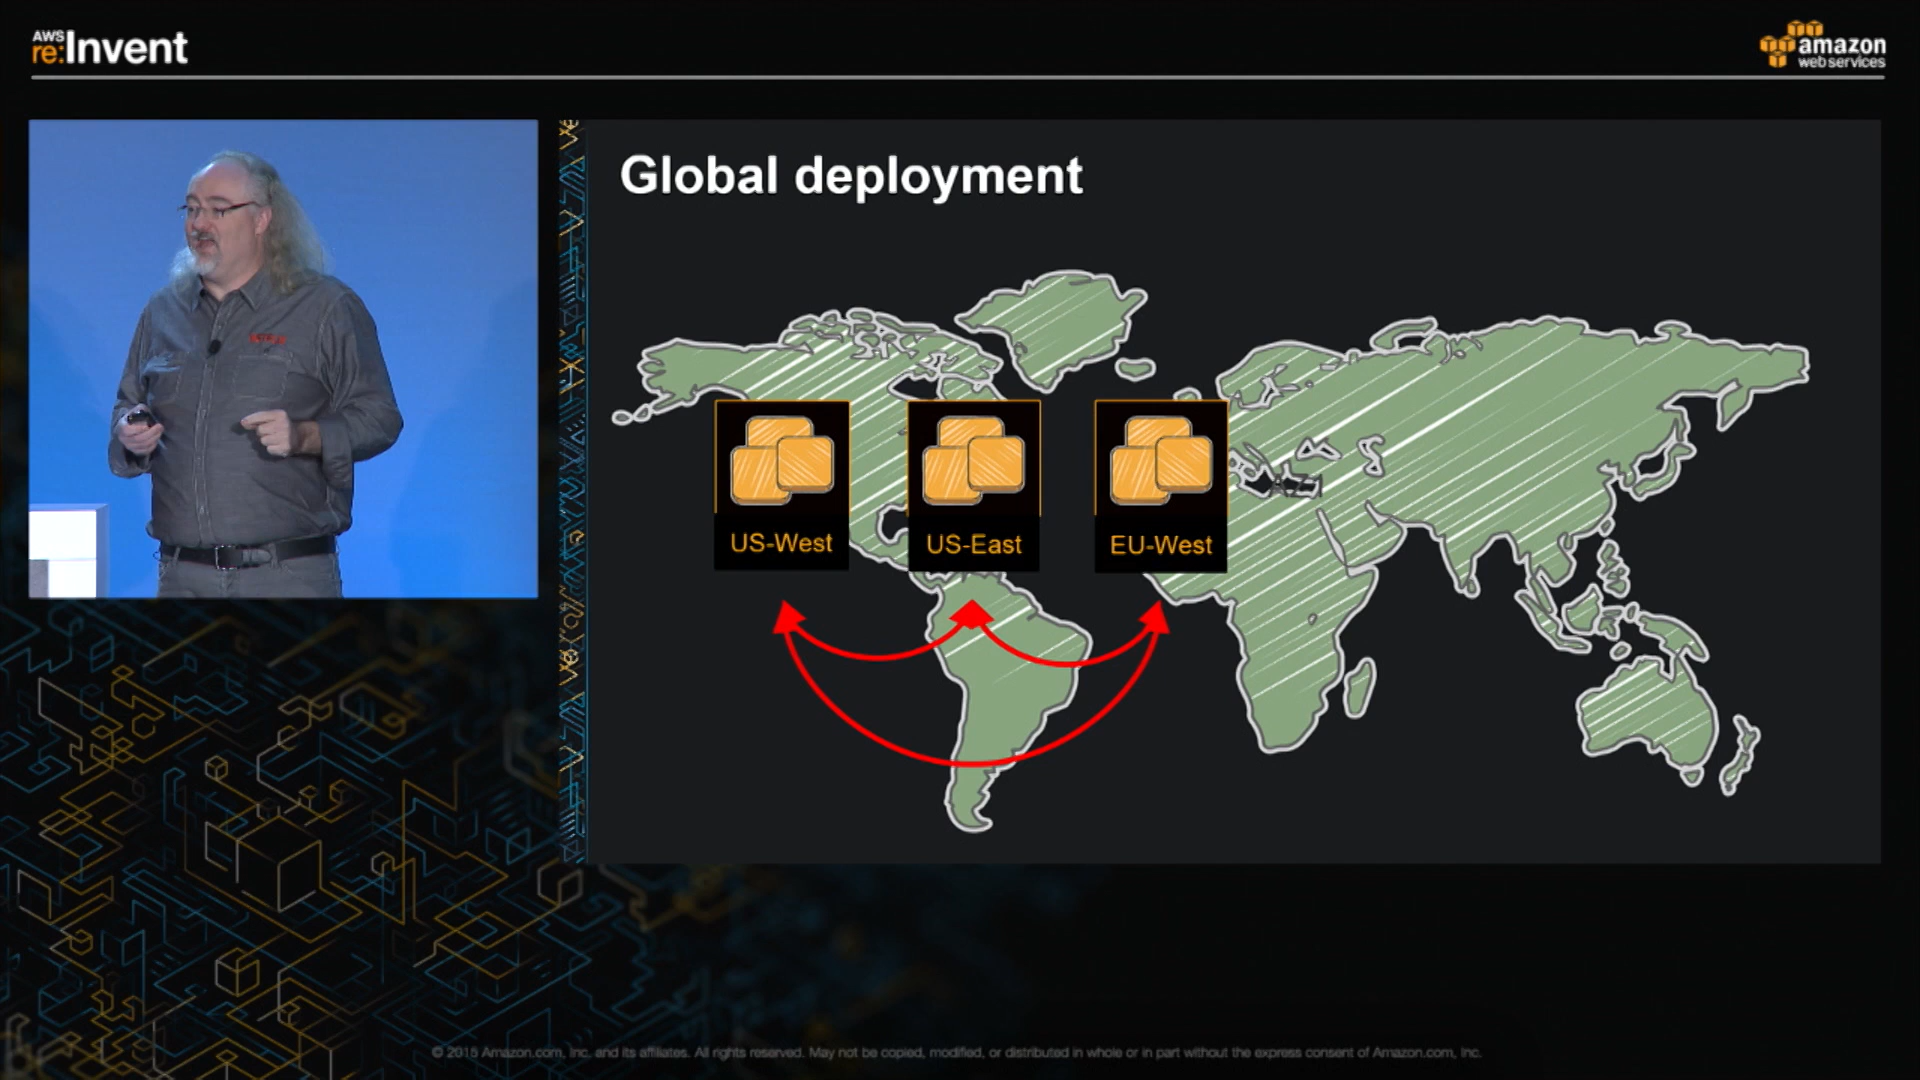 AWS
re:Invent
amazon
web services
Global deployment
US-West
US-East
EU-West
© 2015 Amazon.com, Inc. and its affiliates. All rights reserved. May not be copied, modified, or distributed in whole or in part without the express consent of Amazon.com, Inc.